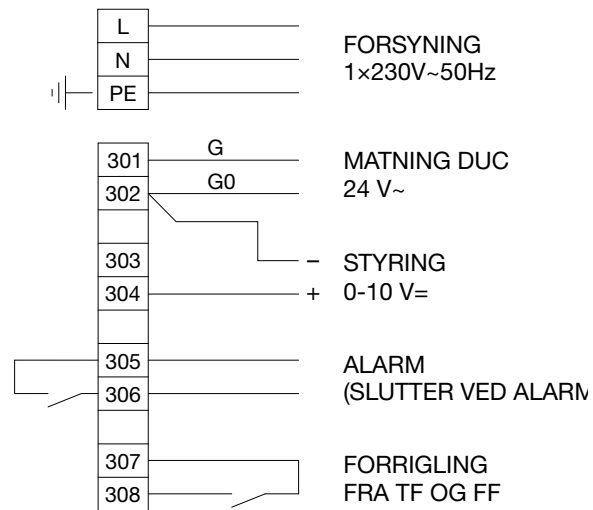 L
N
PE
FORSYNING
1×230V~50Hz
301 G
302 G0
MATNING DUC
24 V~
303 – STYRING
304 + 0-10 V=
305
306
ALARM
(SLUTTER VED ALARM
307
308
FORRIGLING
FRA TF OG FF